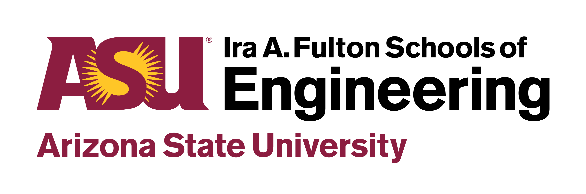 ASU® Ira A. Fulton Schools of
Engineering
Arizona State University